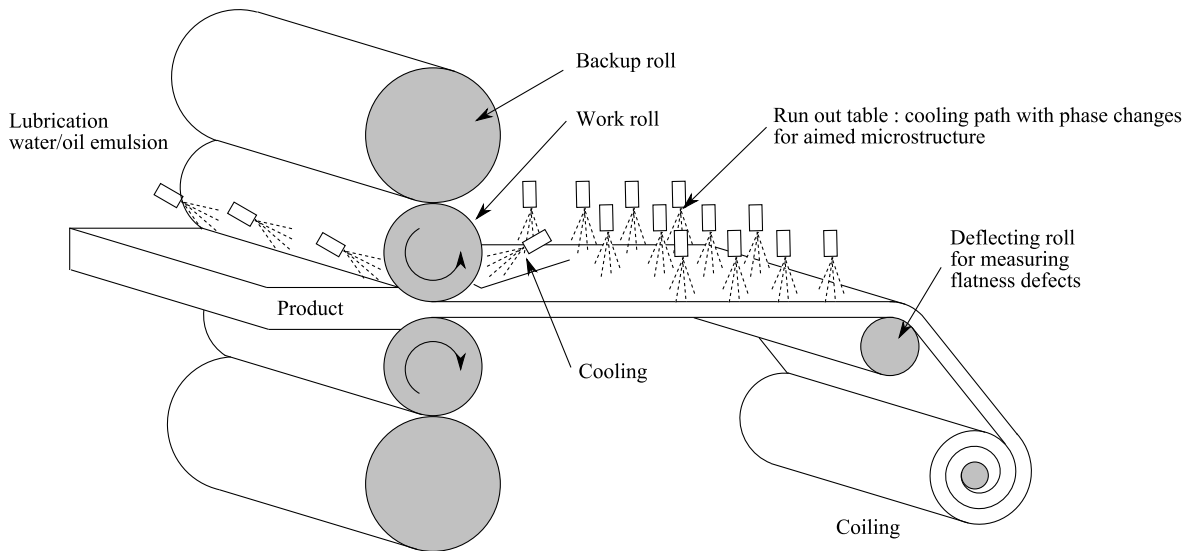 Backup roll
Lubrication
water/oil emulsion
Work roll
Run out table : cooling path with phase changes
for aimed microstructure
Deflecting roll
for measuring
flatness defects
Product
Cooling
Coiling